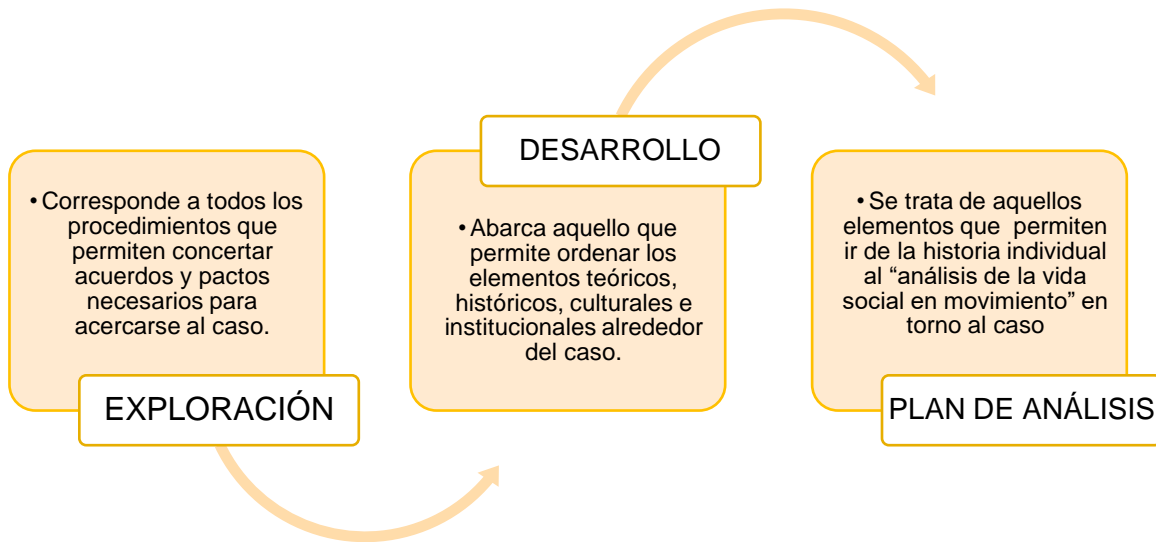 • Corresponde a todos los
procedimientos que
permiten concertar
acuerdos y pactos
necesarios para
acercarse al caso.
EXPLORACIÓN
DESARROLLO
• Abarca aquello que
permite ordenar los
elementos teóricos,
históricos, culturales e
institucionales alrededor
del caso.
• Se trata de aquellos
elementos que permiten
ir de la historia individual
al “análisis de la vida
social en movimiento” en
torno al caso
PLAN DE ANÁLISIS